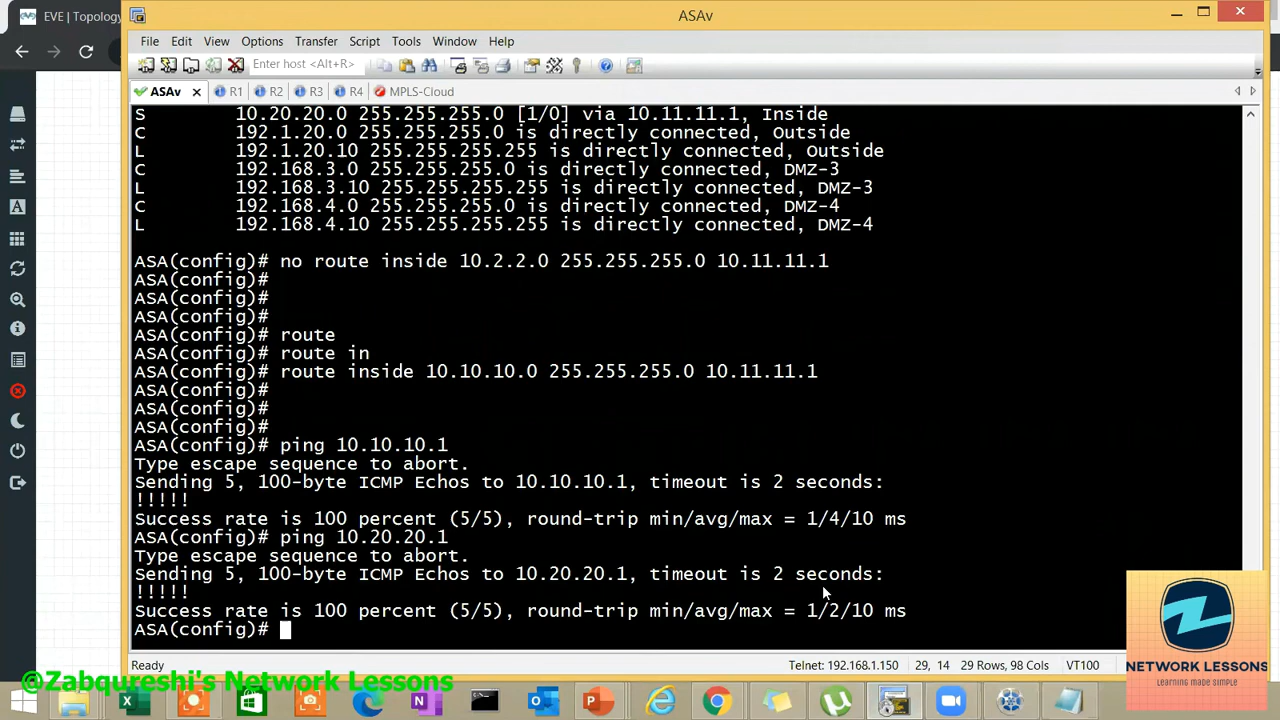 EVE | Topology
ASAv
File Edit View Options Transfer Script Tools Window Help
Enter host <Alt+R>
ASAv R1 R2 R3 R4 MPLS-Cloud
S 10.20.20.0 255.255.255.0 [1/0] via 10.11.11.1, Inside
C 192.1.20.0 255.255.255.0 is directly connected, Outside
L 192.1.20.10 255.255.255.255 is directly connected, Outside
C 192.168.3.0 255.255.255.0 is directly connected, DMZ-3
L 192.168.3.10 255.255.255.255 is directly connected, DMZ-3
C 192.168.4.0 255.255.255.0 is directly connected, DMZ-4
L 192.168.4.10 255.255.255.255 is directly connected, DMZ-4
ASA(config)# no route inside 10.2.2.0 255.255.255.0 10.11.11.1
ASA(config)#
ASA(config)#
ASA(config)#
ASA(config)# route
ASA(config)# route in
ASA(config)# route inside 10.10.10.0 255.255.255.0 10.11.11.1
ASA(config)#
ASA(config)#
ASA(config)#
ASA(config)# ping 10.10.10.1
Type escape sequence to abort.
Sending 5, 100-byte ICMP Echos to 10.10.10.1, timeout is 2 seconds:
!!!!!
Success rate is 100 percent (5/5), round-trip min/avg/max = 1/4/10 ms
ASA(config)# ping 10.20.20.1
Type escape sequence to abort.
Sending 5, 100-byte ICMP Echos to 10.20.20.1, timeout is 2 seconds:
!!!!!
Success rate is 100 percent (5/5), round-trip min/avg/max = 1/2/10 ms
ASA(config)#
Ready Telnet: 192.168.1.150 29, 14 29 Rows, 98 Cols VT100
NETWORK LESSONS
Learning made simple
@Zabqureshi's Network Lessons